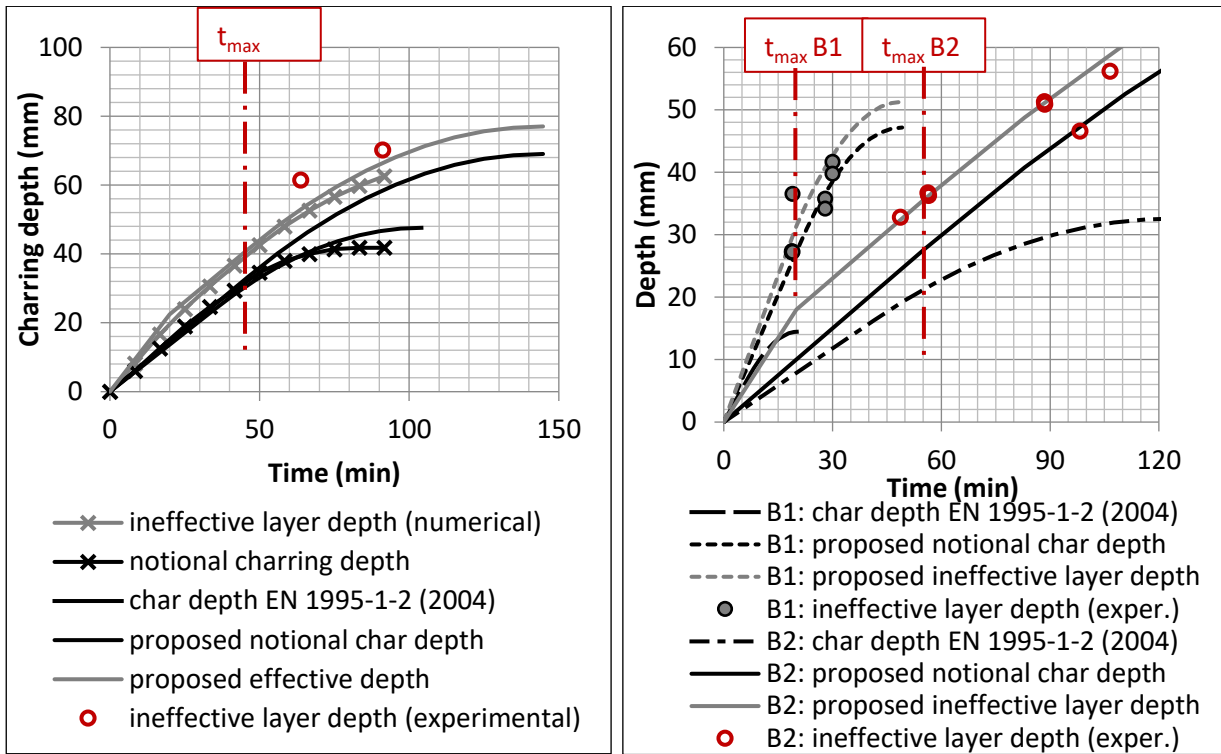 t_max
100
80
60
40
20
0
Charring depth (mm)
0 50 100 150
Time (min)
ineffective layer depth (numerical)
notional charring depth
char depth EN 1995-1-2 (2004)
proposed notional char depth
proposed effective depth
ineffective layer depth (experimental)
t_max B1 t_max B2
60
50
40
30
20
10
0
Depth (mm)
0 30 60 90 120
Time (min)
B1: char depth EN 1995-1-2 (2004)
B1: proposed notional char depth
B1: proposed ineffective layer depth
B1: ineffective layer depth (exper.)
B2: char depth EN 1995-1-2 (2004)
B2: proposed notional char depth
B2: proposed ineffective layer depth
B2: ineffective layer depth (exper.)